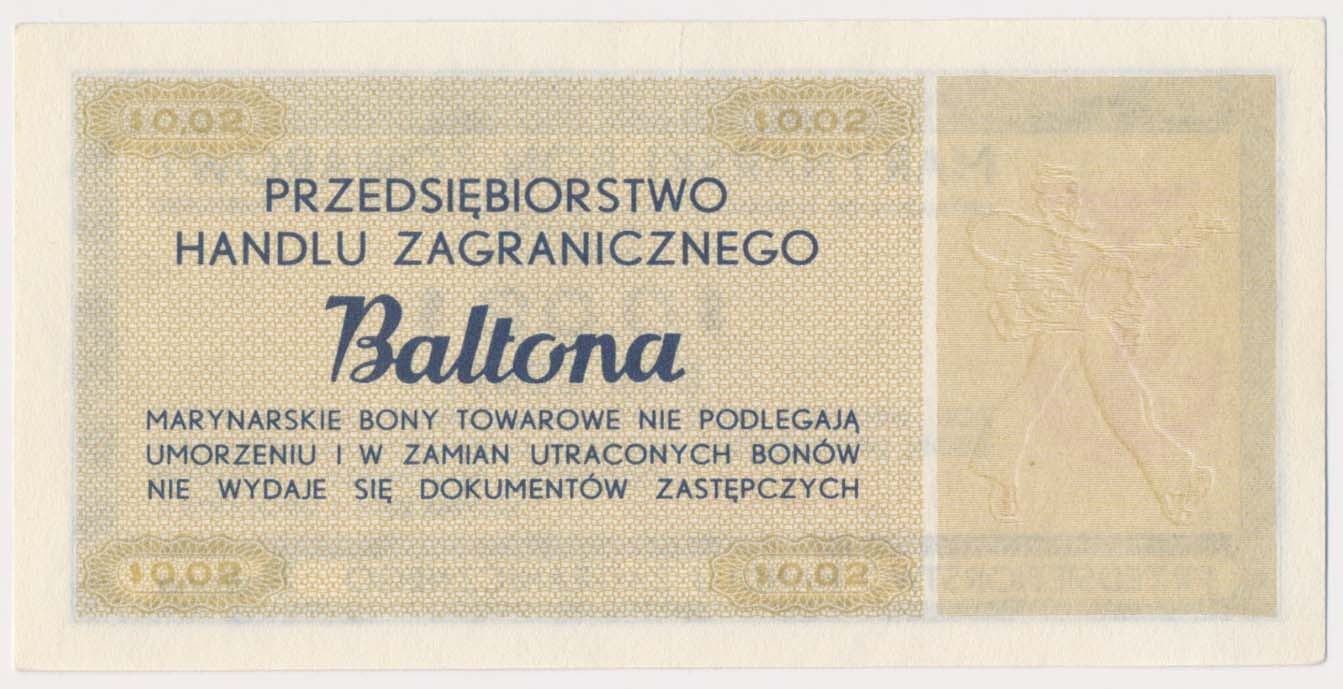 $0,02 $0,02
PRZEDSIĘBIORSTWO
HANDLU ZAGRANICZNEGO
Baltona
MARYNARSKIE BONY TOWAROWE NIE PODLEGAJĄ
UMORZENIU I W ZAMIAN UTRACONYCH BONÓW
NIE WYDAJE SIĘ DOKUMENTÓW ZASTĘPCZYCH
$0,02 $0,02